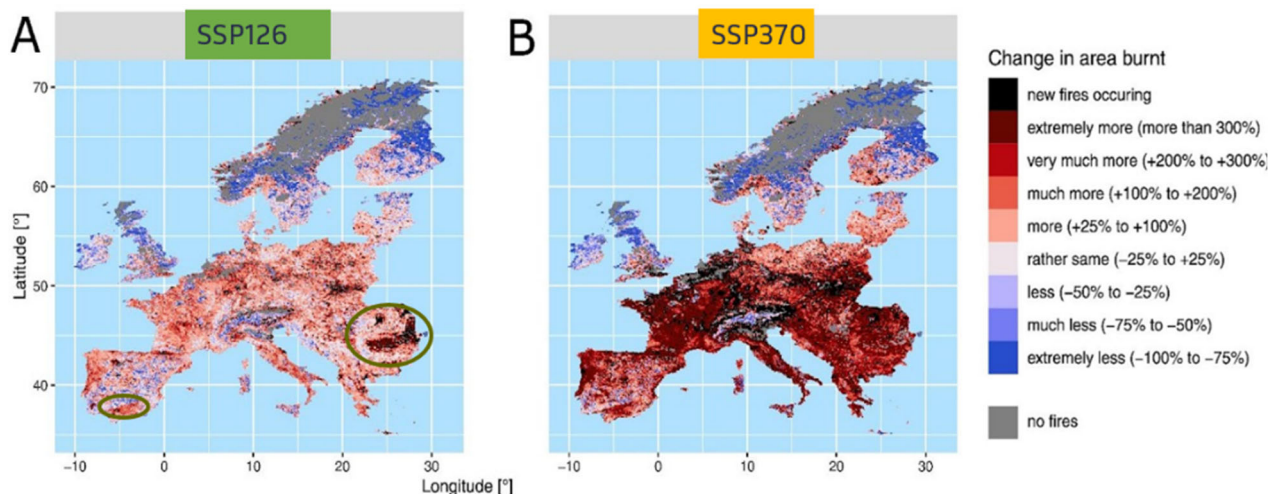 A
SSP126
B
SSP370
Change in area burnt
new fires occuring
extremely more (more than 300%)
very much more (+200% to +300%)
much more (+100% to +200%)
more (+25% to +100%)
rather same (−25% to +25%)
less (−50% to −25%)
much less (−75% to −50%)
extremely less (−100% to −75%)
no fires
Latitude [°]
70
60
50
40
−10 0 10 20 30
−10 0 10 20 30
Longitude [°]